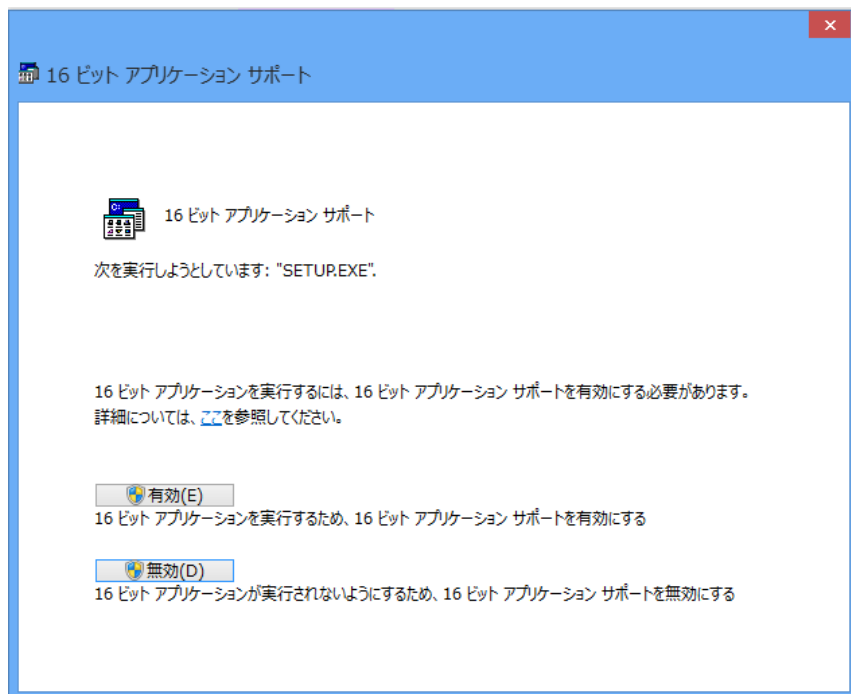 16 ビット アプリケーション サポート
16 ビット アプリケーション サポート
次を実行しようとしています: "SETUP.EXE".
16 ビット アプリケーションを実行するには、16 ビット アプリケーション サポートを有効にする必要があります。
詳細については、ここを参照してください。
有効(E)
16 ビット アプリケーションを実行するため、16 ビット アプリケーション サポートを有効にする
無効(D)
16 ビット アプリケーションが実行されないようにするため、16 ビット アプリケーション サポートを無効にする